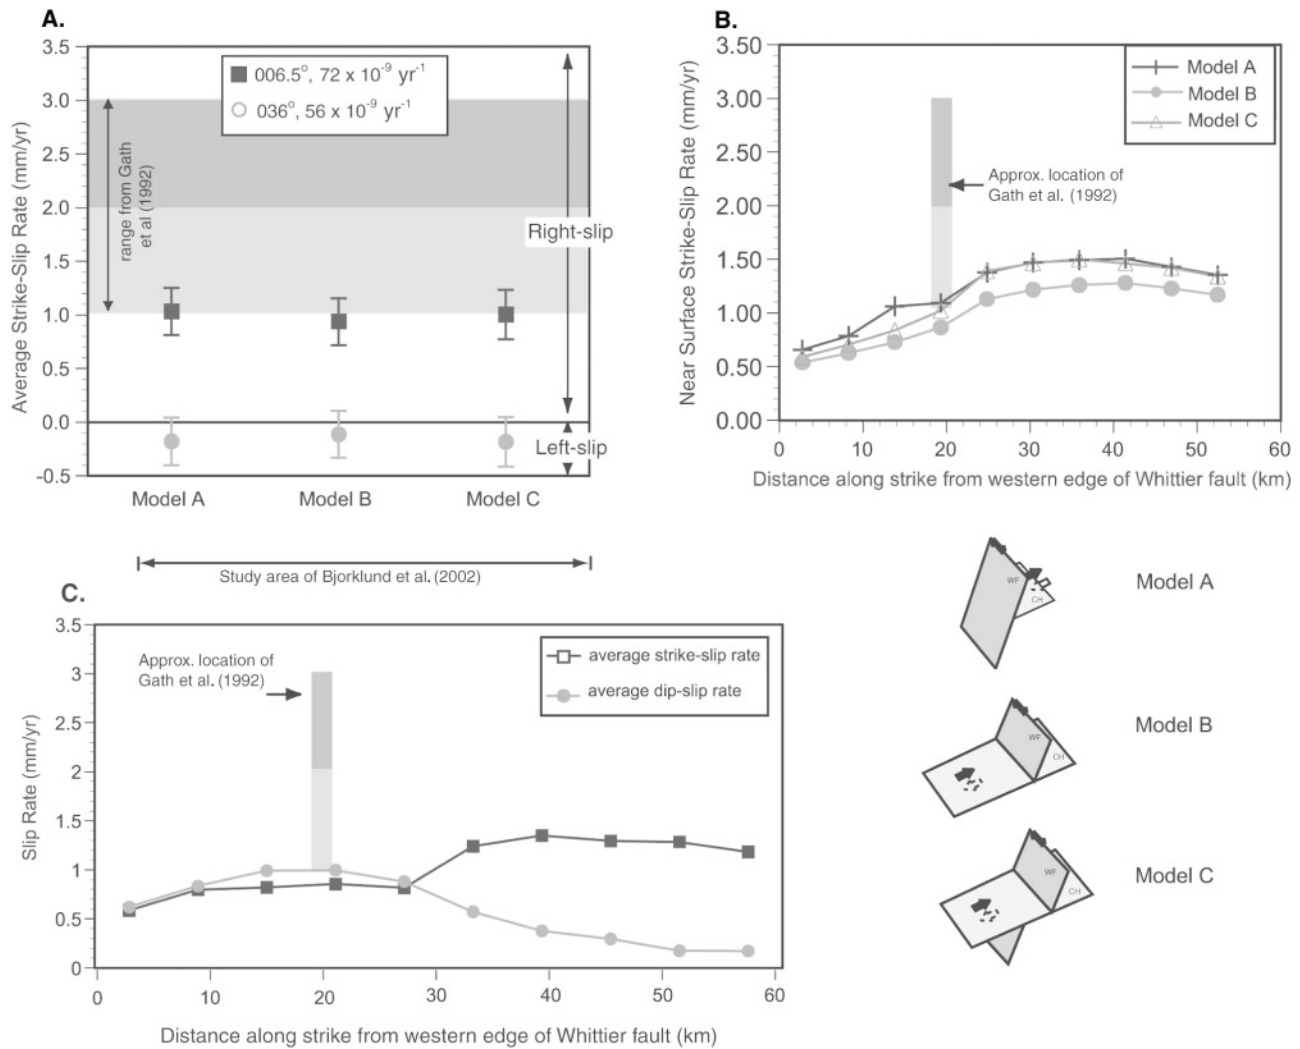 A.
3.5
3.0
2.5
2.0
1.5
1.0
0.5
0.0
-0.5
Average Strike-Slip Rate (mm/yr)
006.5°, 72 x 10⁻⁹ yr⁻¹
036°, 56 x 10⁻⁹ yr⁻¹
range from Gath
et al (1992)
Right-slip
Left-slip
Model A
Model B
Model C
B.
3.50
3.00
2.50
2.00
1.50
1.00
0.50
0.00
Near Surface Strike-Slip Rate (mm/yr)
Model A
Model B
Model C
Approx. location of
Gath et al. (1992)
0
10
20
30
40
50
60
Distance along strike from western edge of Whittier fault (km)
Study area of Bjorklund et al. (2002)
C.
3.5
3
2.5
2
1.5
1
0.5
0
Slip Rate (mm/yr)
Approx. location of
Gath et al. (1992)
average strike-slip rate
average dip-slip rate
0
10
20
30
40
50
60
Distance along strike from western edge of Whittier fault (km)
WF
CH
Model A
WF
CH
Model B
WF
CH
Model C